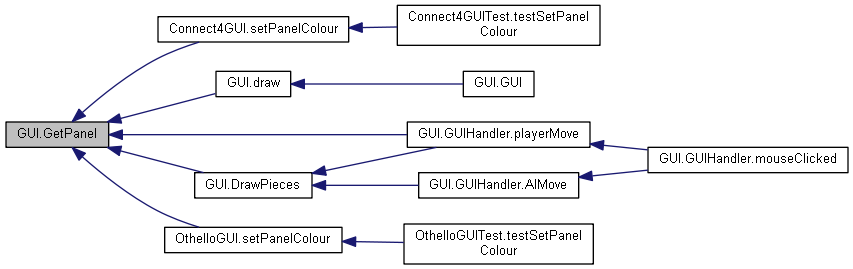 Connect4GUI.setPanelColour
Connect4GUITest.testSetPanel
Colour
GUI.draw
GUI.GUI
GUI.GetPanel
GUI.GUIHandler.playerMove
GUI.GUIHandler.mouseClicked
GUI.DrawPieces
GUI.GUIHandler.AIMove
OthelloGUI.setPanelColour
OthelloGUITest.testSetPanel
Colour